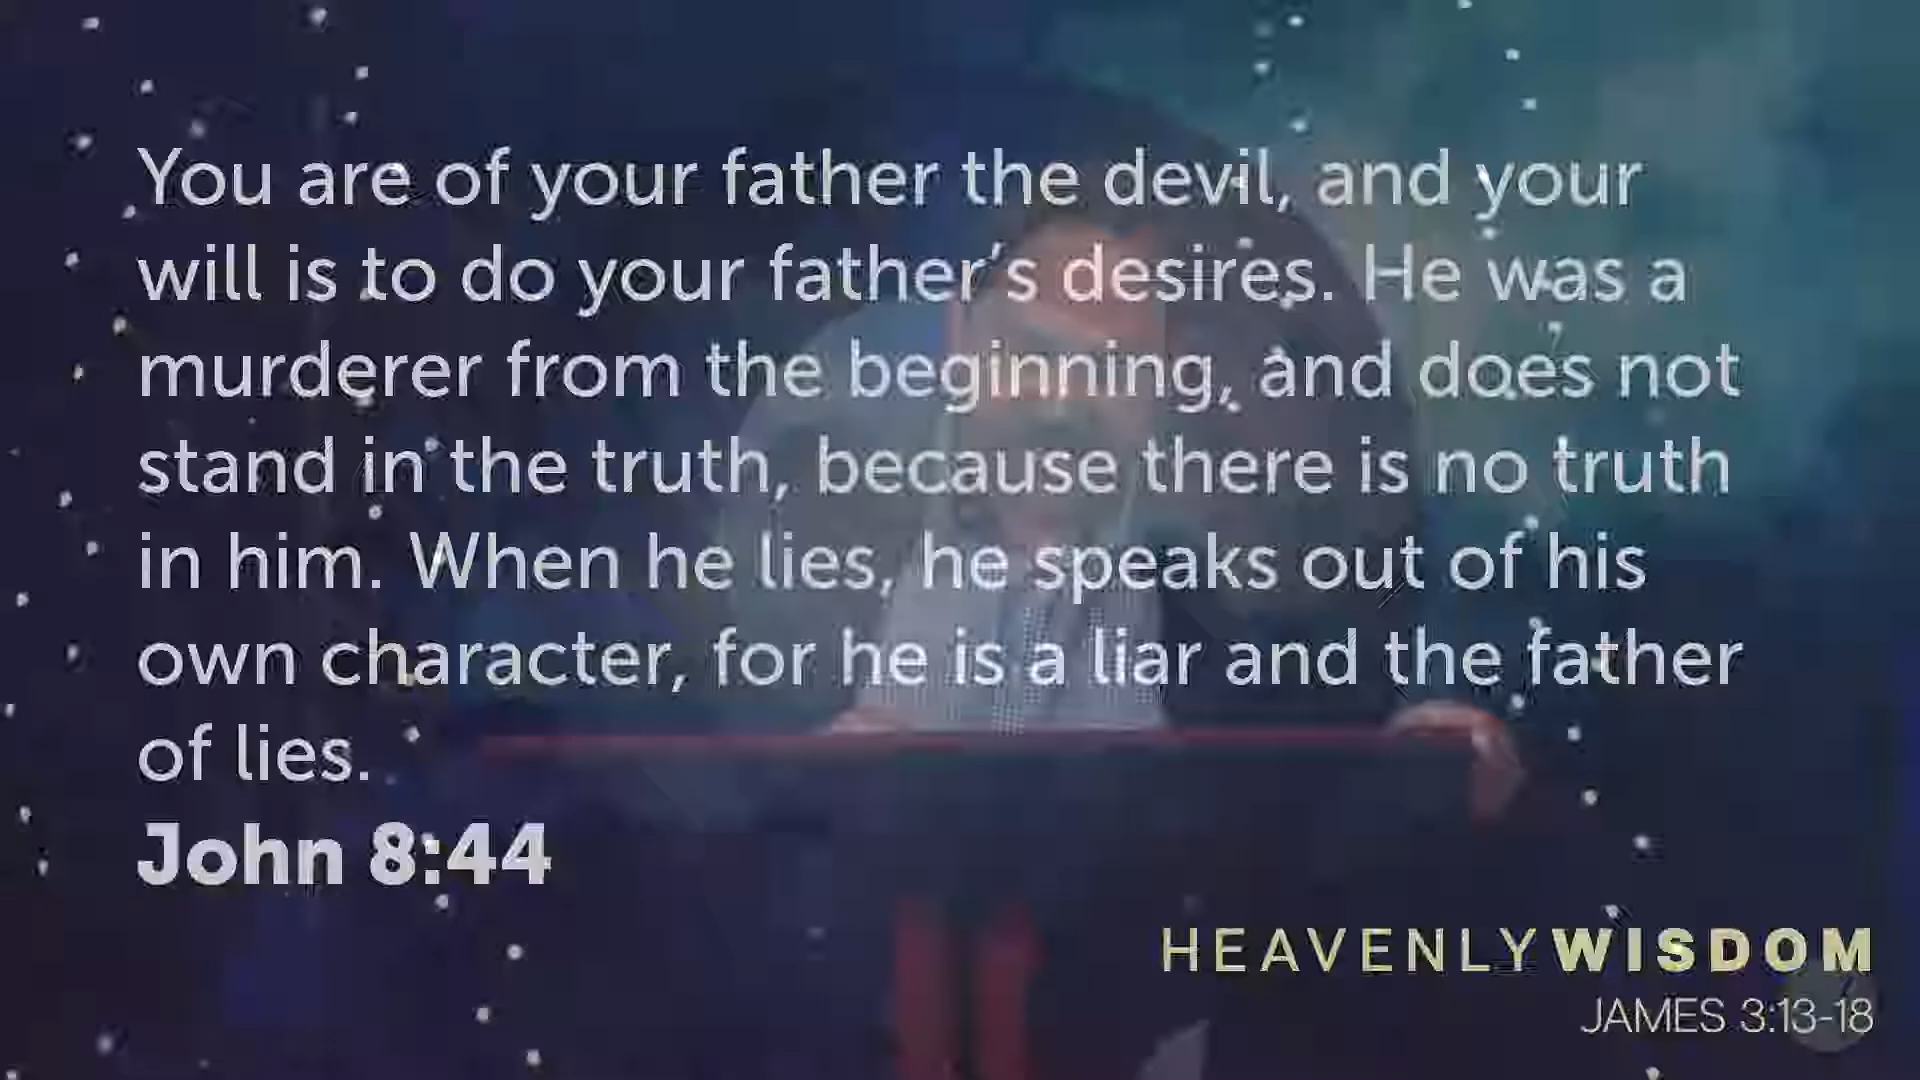 You are of your father the devil, and your
will is to do your father's desires. He was a
murderer from the beginning, and does not
stand in the truth, because there is no truth
in him. When he lies, he speaks out of his
own character, for he is a liar and the father
of lies.
John 8:44
HEAVENLY WISDOM
JAMES 3:13-18